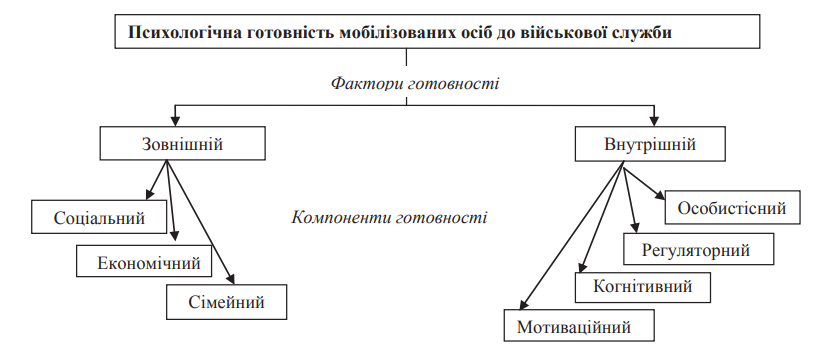 Психологічна готовність мобілізованих осіб до військової служби
Фактори готовності
Зовнішній
Внутрішній
Соціальний
Економічний
Сімейний
Компоненти готовності
Особистісний
Регуляторний
Когнітивний
Мотиваційний